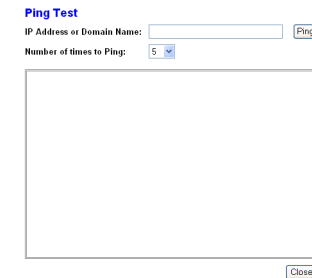 Ping Test
IP Address or Domain Name: Ping
Number of times to Ping: 5
Close